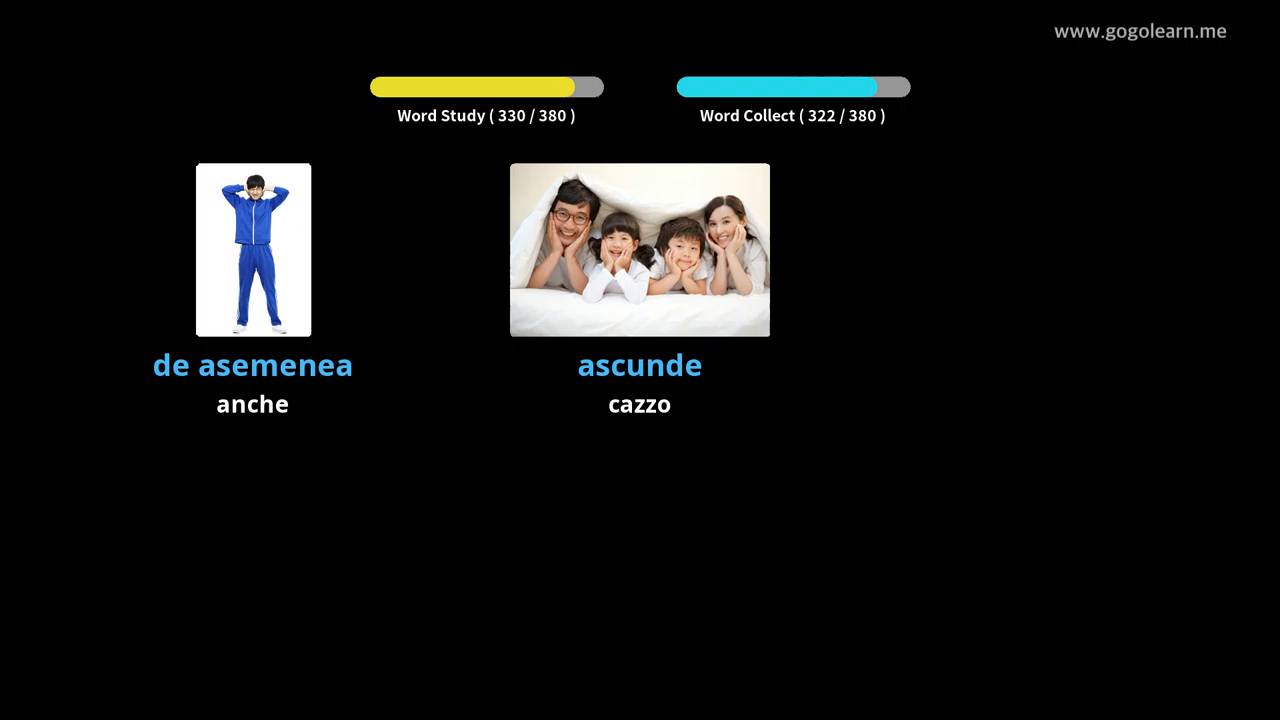 www.gogolearn.me
Word Study ( 330 / 380 )
Word Collect ( 322 / 380 )
de asemenea
ascunde
anche
cazzo